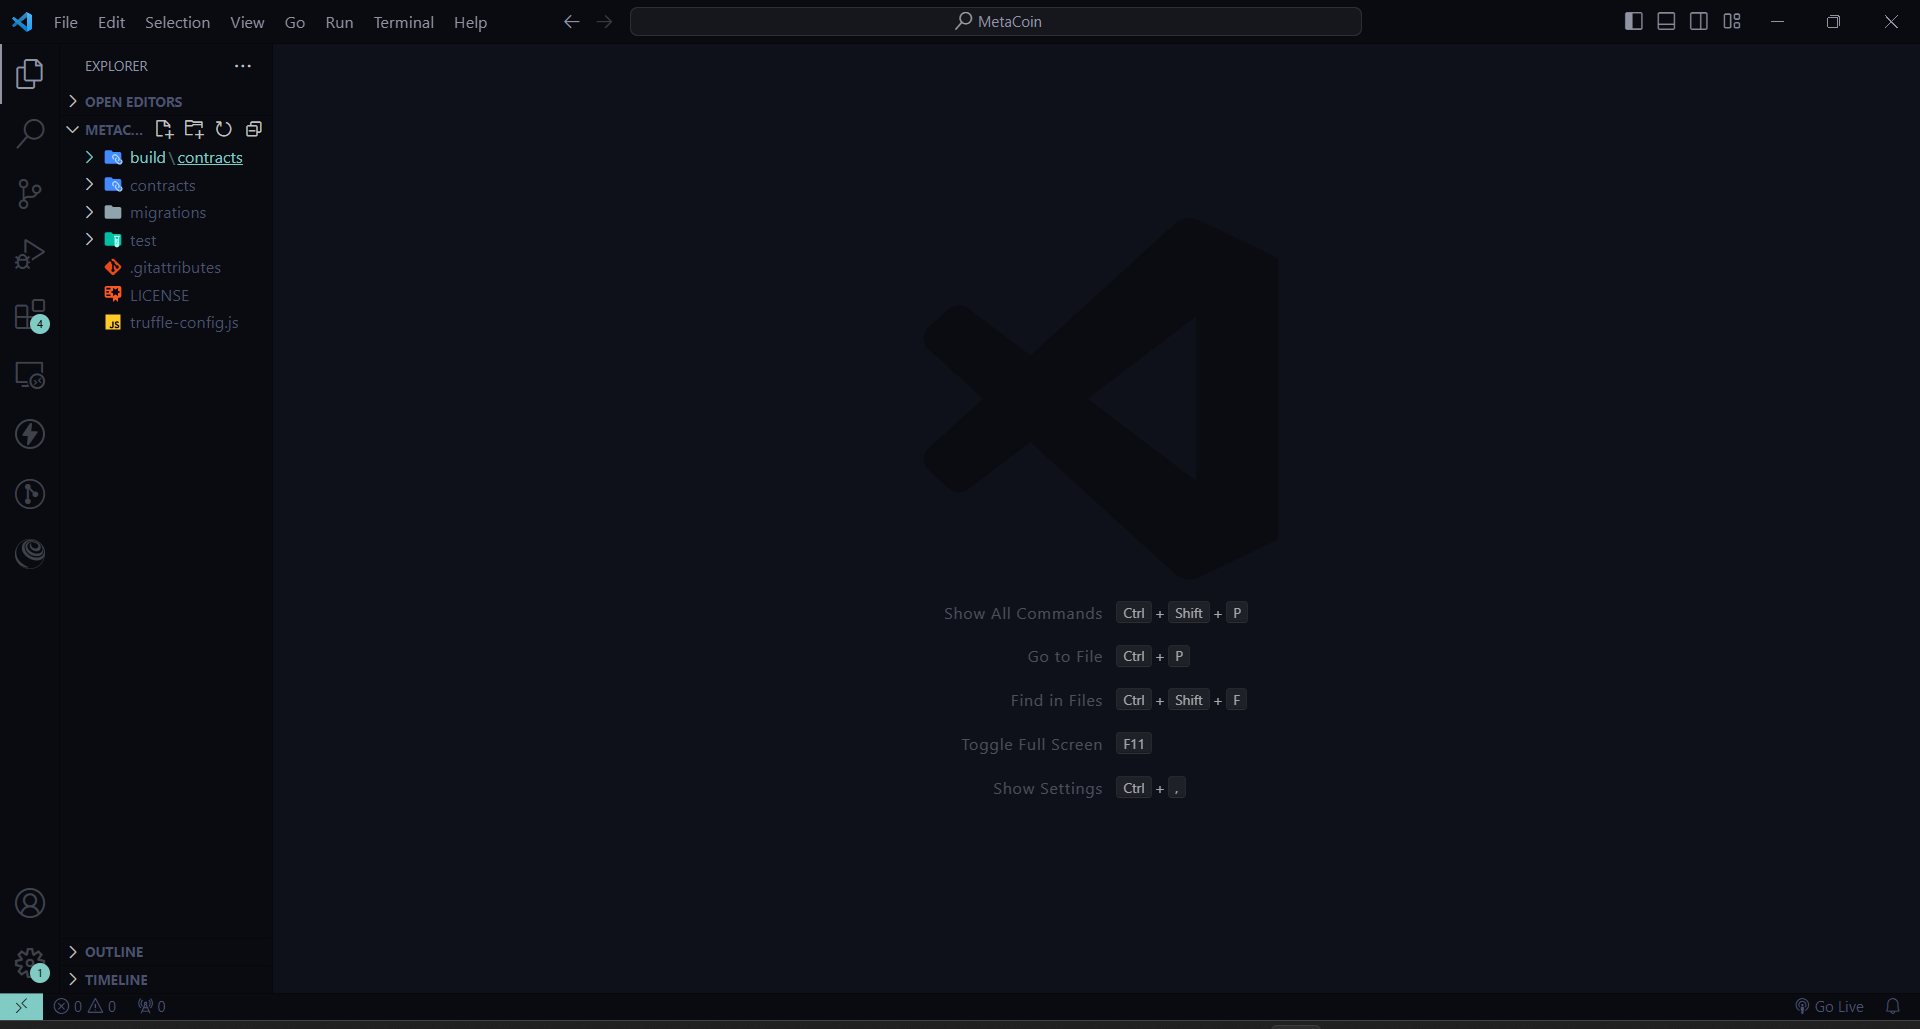 File Edit Selection View Go Run Terminal Help MetaCoin
EXPLORER
OPEN EDITORS
METAC...
build\contracts
contracts
migrations
test
.gitattributes
LICENSE
JS truffle-config.js
4
Show All Commands Ctrl + Shift + P
Go to File Ctrl + P
Find in Files Ctrl + Shift + F
Toggle Full Screen F11
Show Settings Ctrl + ,
OUTLINE
1
TIMELINE
0 0 0 Go Live